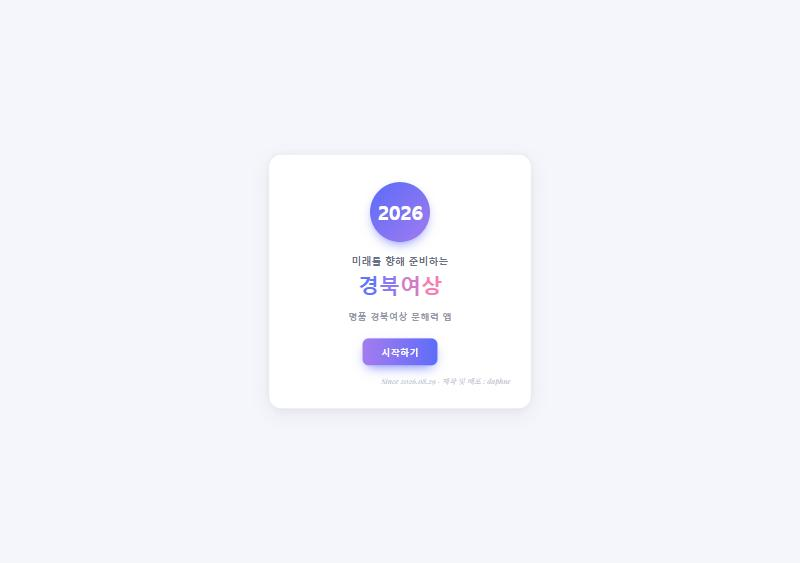 2026
미래를 향해 준비하는
경북여상
명품 경북여상 문해력 앱
시작하기
Since 2026.08.29 · 제작 및 배포 : daphne